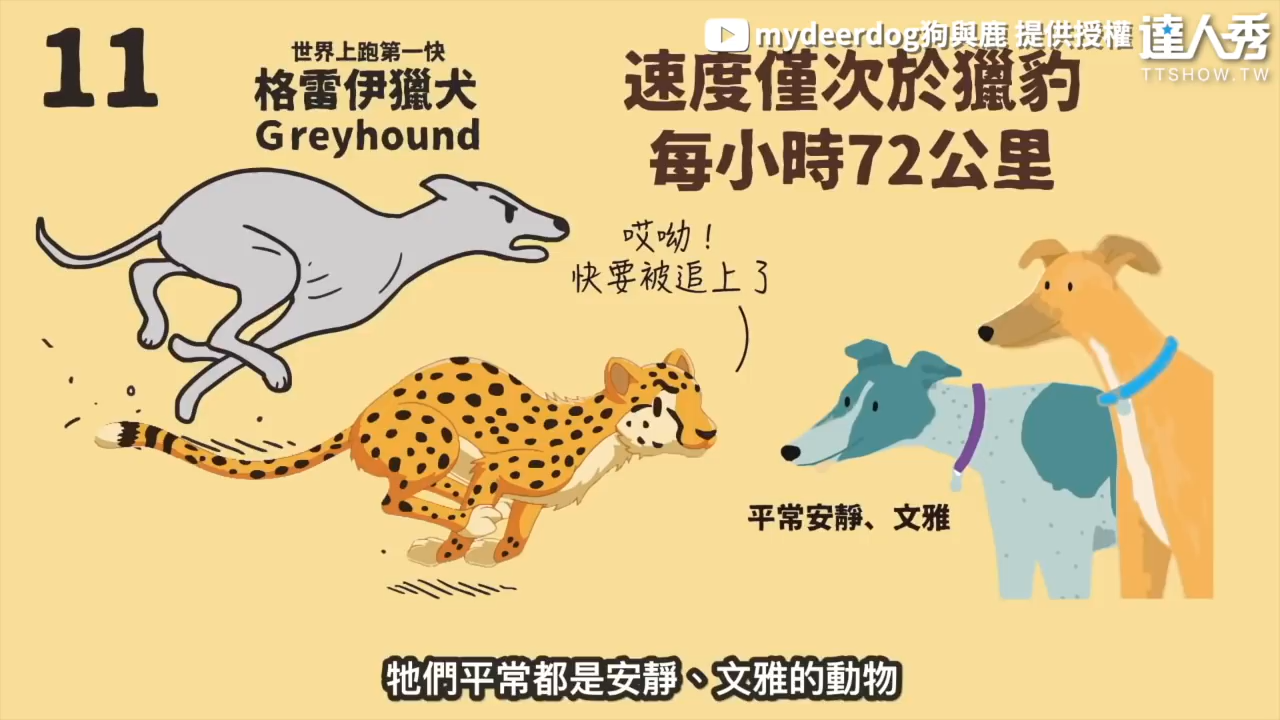 11
世界上跑第一快
格雷伊獵犬
Greyhound
mydeerdog狗與鹿 提供授權
達人秀
TTSHOW.TW
速度僅次於獵豹
每小時72公里
哎呦！
快要被追上了
平常安靜、文雅
牠們平常都是安靜、文雅的動物